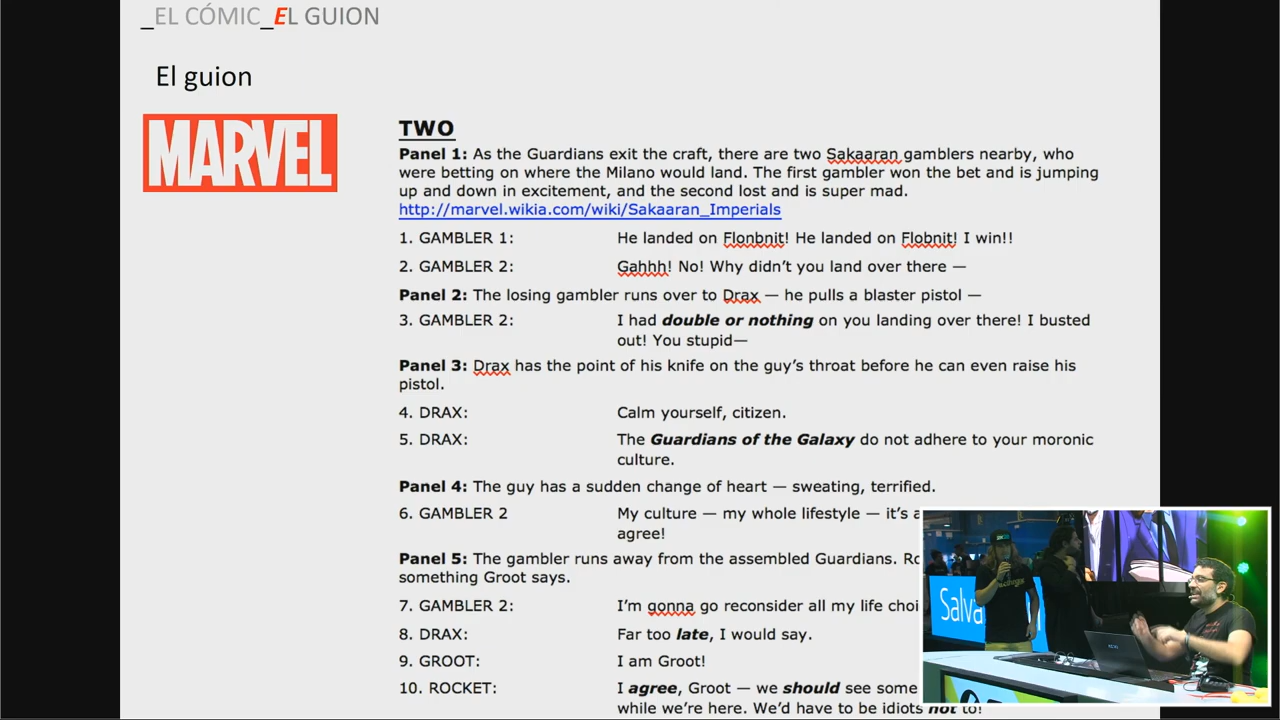 _EL CÓMIC_EL GUION
El guion
MARVEL
TWO
Panel 1: As the Guardians exit the craft, there are two Sakaaran gamblers nearby, who
were betting on where the Milano would land. The first gambler won the bet and is jumping
up and down in excitement, and the second lost and is super mad.
http://marvel.wikia.com/wiki/Sakaaran_Imperials
1. GAMBLER 1: He landed on Flonbnit! He landed on Flobnit! I win!!
2. GAMBLER 2: Gahhh! No! Why didn't you land over there —
Panel 2: The losing gambler runs over to Drax — he pulls a blaster pistol —
3. GAMBLER 2: I had double or nothing on you landing over there! I busted
out! You stupid—
Panel 3: Drax has the point of his knife on the guy's throat before he can even raise his
pistol.
4. DRAX: Calm yourself, citizen.
5. DRAX: The Guardians of the Galaxy do not adhere to your moronic
culture.
Panel 4: The guy has a sudden change of heart — sweating, terrified.
6. GAMBLER 2 My culture — my whole lifestyle — it's a
agree!
Panel 5: The gambler runs away from the assembled Guardians. Ro
something Groot says.
7. GAMBLER 2: I'm gonna go reconsider all my life choi
8. DRAX: Far too late, I would say.
9. GROOT: I am Groot!
10. ROCKET: I agree, Groot — we should see some
while we're here. We'd have to be idiots not to!
Salva